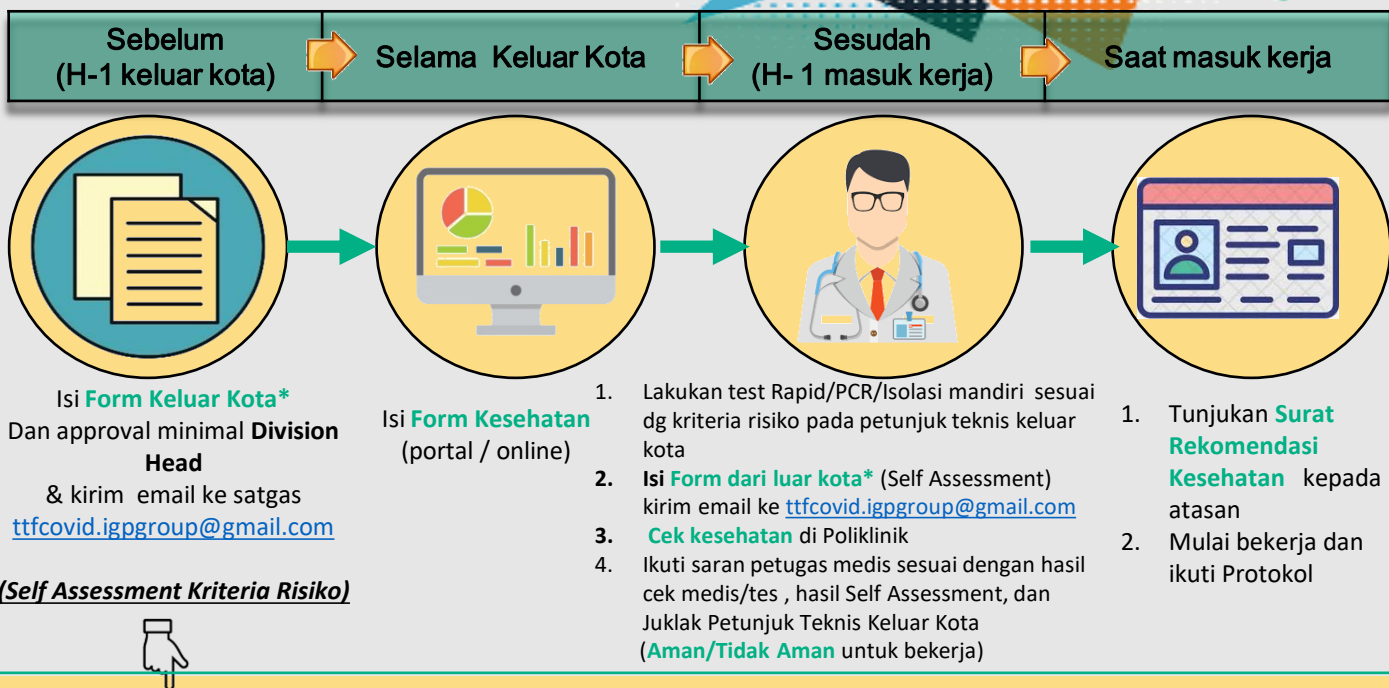 Sebelum
(H-1 keluar kota)
Selama Keluar Kota
Sesudah
(H- 1 masuk kerja)
Saat masuk kerja
Isi Form Keluar Kota*
Dan approval minimal Division
Head
& kirim email ke satgas
ttfcovid.igpgroup@gmail.com
(Self Assessment Kriteria Risiko)
Isi Form Kesehatan
(portal / online)
1. Lakukan test Rapid/PCR/Isolasi mandiri sesuai
dg kriteria risiko pada petunjuk teknis keluar
kota
2. Isi Form dari luar kota* (Self Assessment)
kirim email ke ttfcovid.igpgroup@gmail.com
3. Cek kesehatan di Poliklinik
4. Ikuti saran petugas medis sesuai dengan hasil
cek medis/tes , hasil Self Assessment, dan
Juklak Petunjuk Teknis Keluar Kota
(Aman/Tidak Aman untuk bekerja)
1. Tunjukan Surat
Rekomendasi
Kesehatan kepada
atasan
2. Mulai bekerja dan
ikuti Protokol